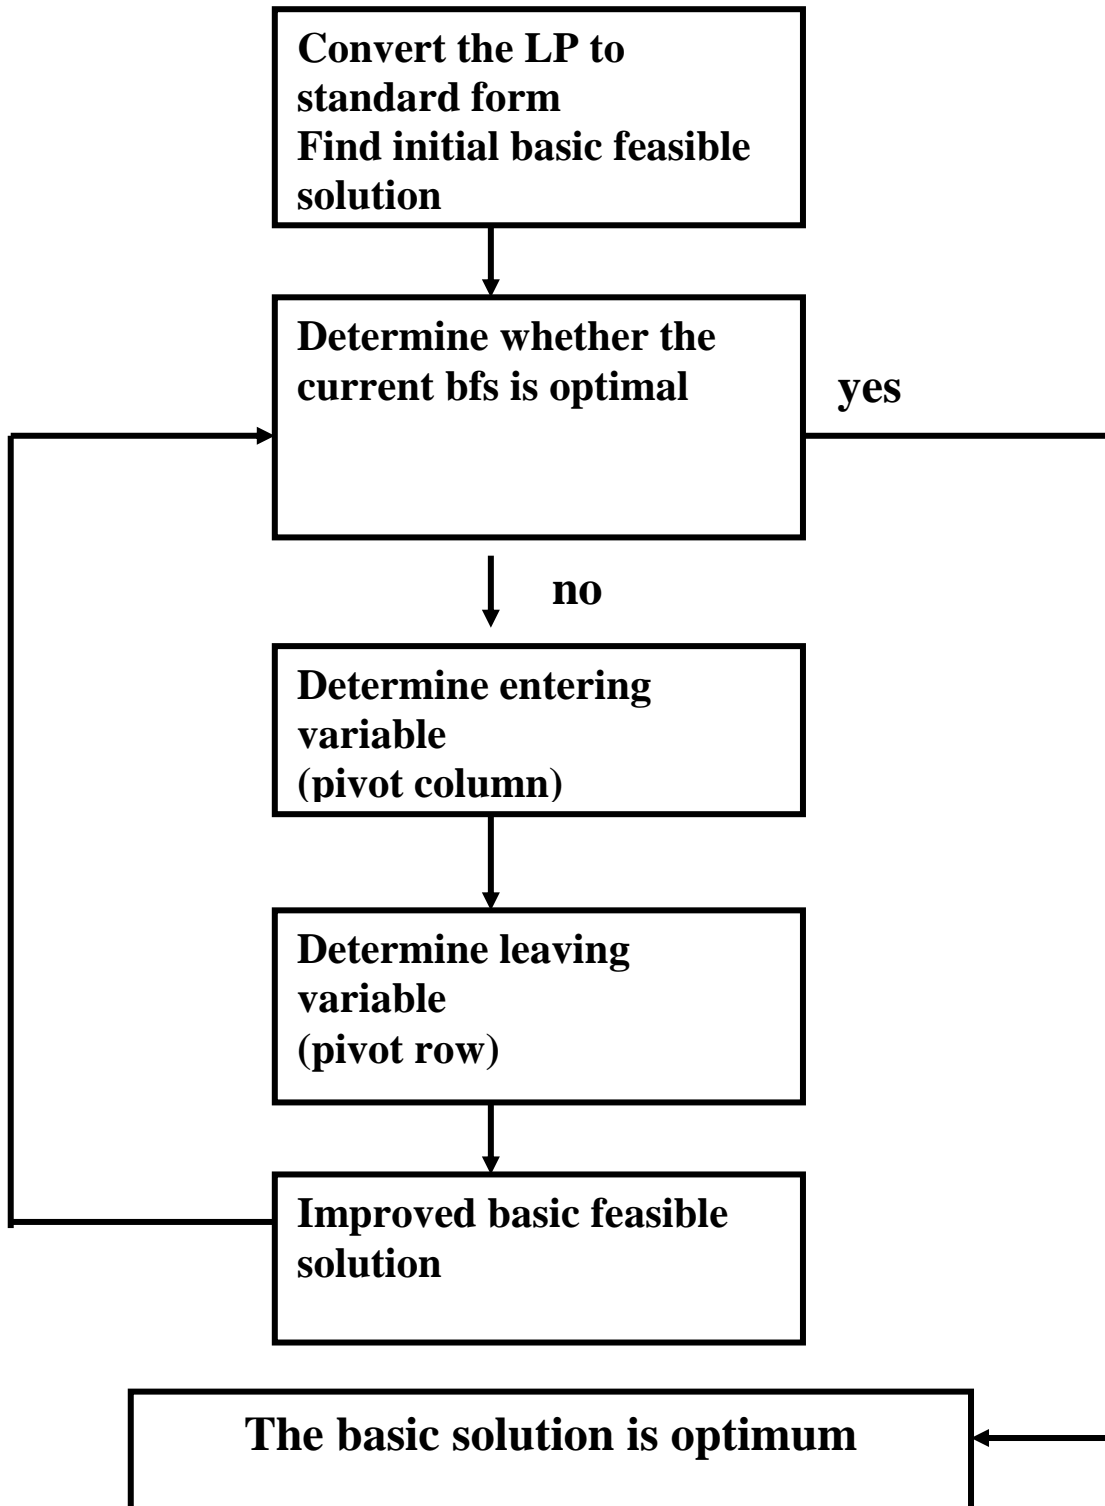 Convert the LP to
standard form
Find initial basic feasible
solution
Determine whether the
current bfs is optimal
yes
no
Determine entering
variable
(pivot column)
Determine leaving
variable
(pivot row)
Improved basic feasible
solution
The basic solution is optimum